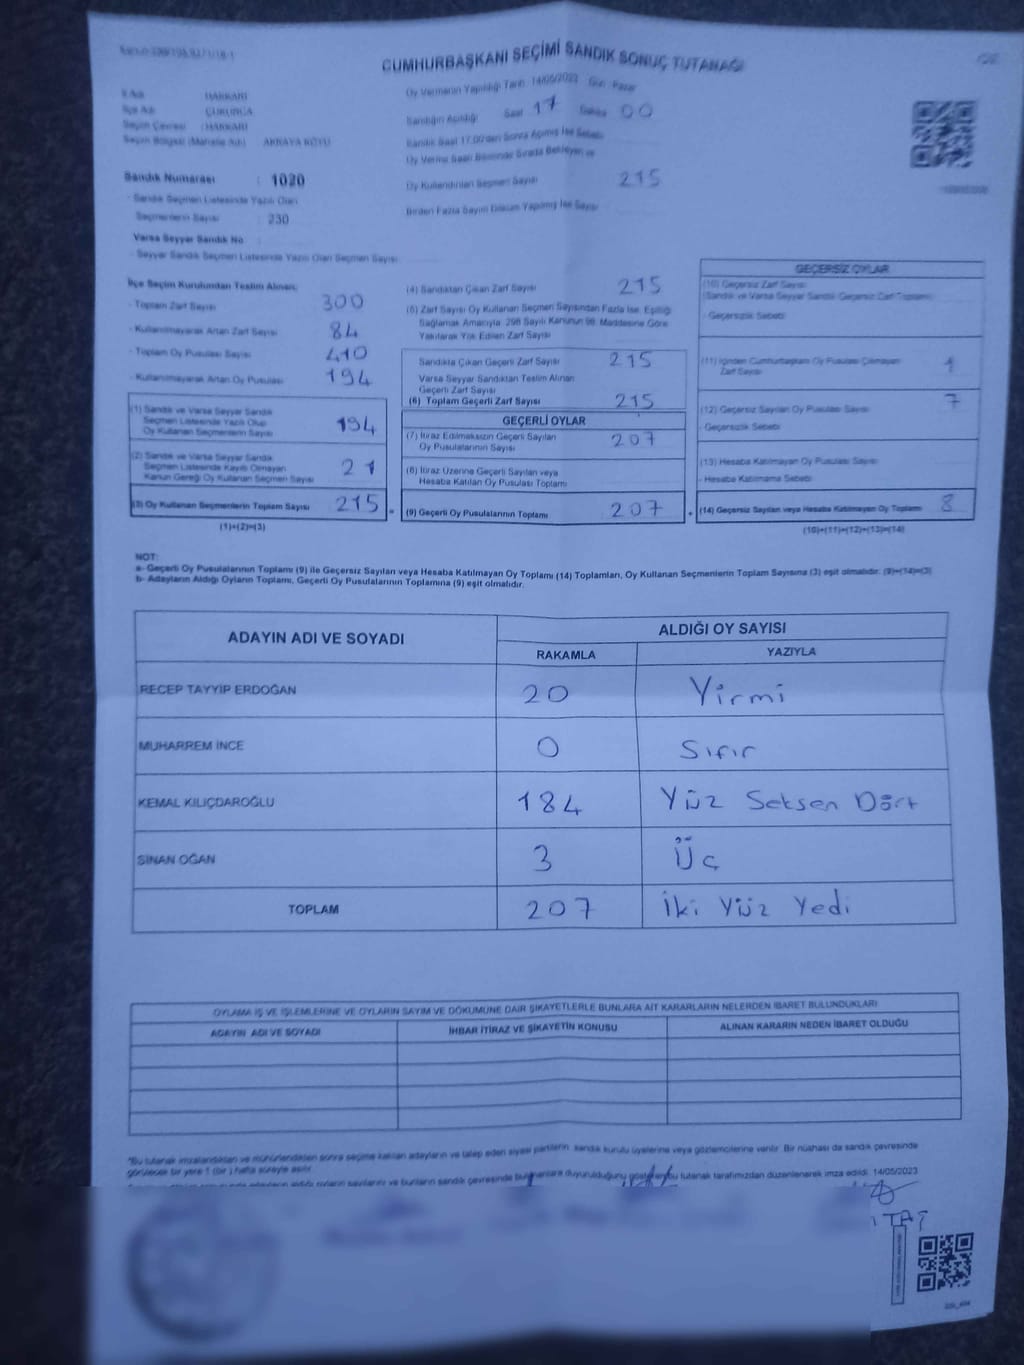 CUMHURBAŞKANI SEÇİMİ SANDIK SONUÇ TUTANAĞI
İl Adı : HAKKARİ
İlçe Adı : ÇUKURCA
Seçim Çevresi : HAKKARİ
Seçim Bölgesi (Mahalle Adı)
Sandık Numarası : 1020
- Sandık Seçmen Listesinde Yazılı Olan
Seçmenlerin Sayısı : 230
Varsa Seyyar Sandık No
- Seyyar Sandık Seçmen Listesinde Yazılı Olan Seçmen Sayısı
Oy Vermenin Yapıldığı Tarih : 14/05/2023 Gün : Pazar
Sandığın Açıldığı Saat 17 Dakika 00
Sandık Saat 17.00'den Sonra Açılmış İse Sebebi
Oy Verme Saati Bitiminde Sırada Bekleyen ve
Oy Kullandırılan Seçmen Sayısı 215
Birden Fazla Sayım Döküm Yapılmış İse Sayısı
İlçe Seçim Kurulundan Teslim Alınan;
- Toplam Zarf Sayısı 300
- Kullanılmayarak Artan Zarf Sayısı 84
- Toplam Oy Pusulası Sayısı 410
- Kullanılmayarak Artan Oy Pusulası 194
(1) Sandık ve Varsa Seyyar Sandık
Seçmen Listesinde Yazılı Olup
Oy Kullanan Seçmenlerin Sayısı 194
(2) Sandık ve Varsa Seyyar Sandık
Seçmen Listesinde Kayıtlı Olmayan
Kanun Gereği Oy Kullanan Seçmen Sayısı 21
(3) Oy Kullanan Seçmenlerin Toplam Sayısı 215 =
(1)+(2)=(3)
(4) Sandıktan Çıkan Zarf Sayısı 215
(5) Zarf Sayısı Oy Kullanan Seçmen Sayısından Fazla İse, Eşitliği
Sağlamak Amacıyla, 298 Sayılı Kanunun 98. Maddesine Göre
Yakılarak Yok Edilen Zarf Sayısı
Sandıkta Çıkan Geçerli Zarf Sayısı 215
Varsa Seyyar Sandıktan Teslim Alınan
Geçerli Zarf Sayısı
(6) Toplam Geçerli Zarf Sayısı 215
GEÇERLİ OYLAR
(7) İtiraz Edilmeksizin Geçerli Sayılan
Oy Pusulalarının Sayısı 207
(8) İtiraz Üzerine Geçerli Sayılan veya
Hesaba Katılan Oy Pusulası Toplamı
(9) Geçerli Oy Pusulalarının Toplamı 207 +
GEÇERSİZ OYLAR
(10) Geçersiz Zarf Sayısı
(Sandık ve Varsa Seyyar Sandık Geçersiz Zarf Toplamı)
- Geçersizlik Sebebi
(11) İçinden Cumhurbaşkanı Oy Pusulası Çıkmayan
Zarf Sayısı 1
(12) Geçersiz Sayılan Oy Pusulası Sayısı 7
- Geçersizlik Sebebi
(13) Hesaba Katılmayan Oy Pusulası Sayısı
- Hesaba Katılmama Sebebi
(14) Geçersiz Sayılan veya Hesaba Katılmayan Oy Toplamı 8
(10)+(11)+(12)+(13)=(14)
NOT:
a- Geçerli Oy Pusulalarının Toplamı (9) ile Geçersiz Sayılan veya Hesaba Katılmayan Oy Toplamı (14) Toplamları, Oy Kullanan Seçmenlerin Toplam Sayısına (3) eşit olmalıdır. (9)+(14)=(3)
b- Adayların Aldığı Oyların Toplamı, Geçerli Oy Pusulalarının Toplamına (9) eşit olmalıdır.
ADAYIN ADI VE SOYADI
ALDIĞI OY SAYISI
RAKAMLA YAZIYLA
RECEP TAYYİP ERDOĞAN 20 Yirmi
MUHARREM İNCE 0 Sıfır
KEMAL KILIÇDAROĞLU 184 Yüz Seksen Dört
SİNAN OĞAN 3 Üç
TOPLAM 207 İki Yüz Yedi
OYLAMA İŞ VE İŞLEMLERİNE VE OYLARIN SAYIM VE DÖKÜMÜNE DAİR ŞİKAYETLERLE BUNLARA AİT KARARLARIN NELERDEN İBARET BULUNDUKLARI
ADAYIN ADI VE SOYADI İHBAR İTİRAZ VE ŞİKAYETİN KONUSU ALINAN KARARIN NEDEN İBARET OLDUĞU
*Bu tutanak imzalandıktan ve mühürlendikten sonra seçime katılan adayların ve talep eden siyasi partilerin sandık kurulu üyelerine veya gözlemcilerine verilir. Bir nüshası da sandık çevresinde
görülecek bir yere 1 (bir) hafta süreyle asılır.
adayların aldığı oyların sayılarını ve bunların sandık çevresinde bulunanlara duyurulduğunu gösteren bu tutanak tarafımızdan düzenlenerek imza edildi. 14/05/2023